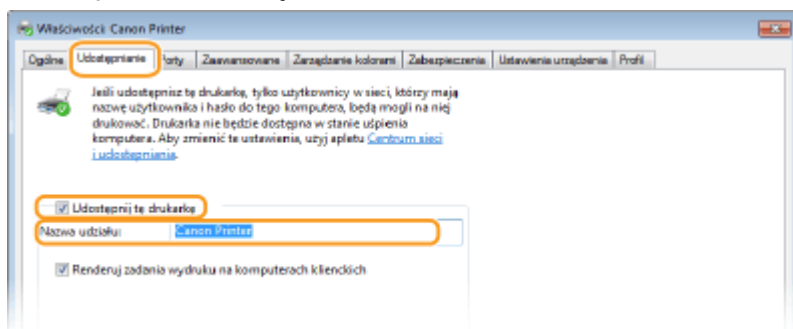 Właściwości: Canon Printer
Ogólne Udostępnianie Porty Zaawansowane Zarządzanie kolorami Zabezpieczenia Ustawienia urządzenia Profil
Jeśli udostępnisz tę drukarkę, tylko użytkownicy w sieci, którzy mają
nazwę użytkownika i hasło do tego komputera, będą mogli na niej
drukować. Drukarka nie będzie dostępna w stanie uśpienia
komputera. Aby zmienić te ustawienia, użyj apletu Centrum sieci
i udostępniania.
Udostępnij tę drukarkę
Nazwa udziału: Canon Printer
Renderuj zadania wydruku na komputerach klienckich